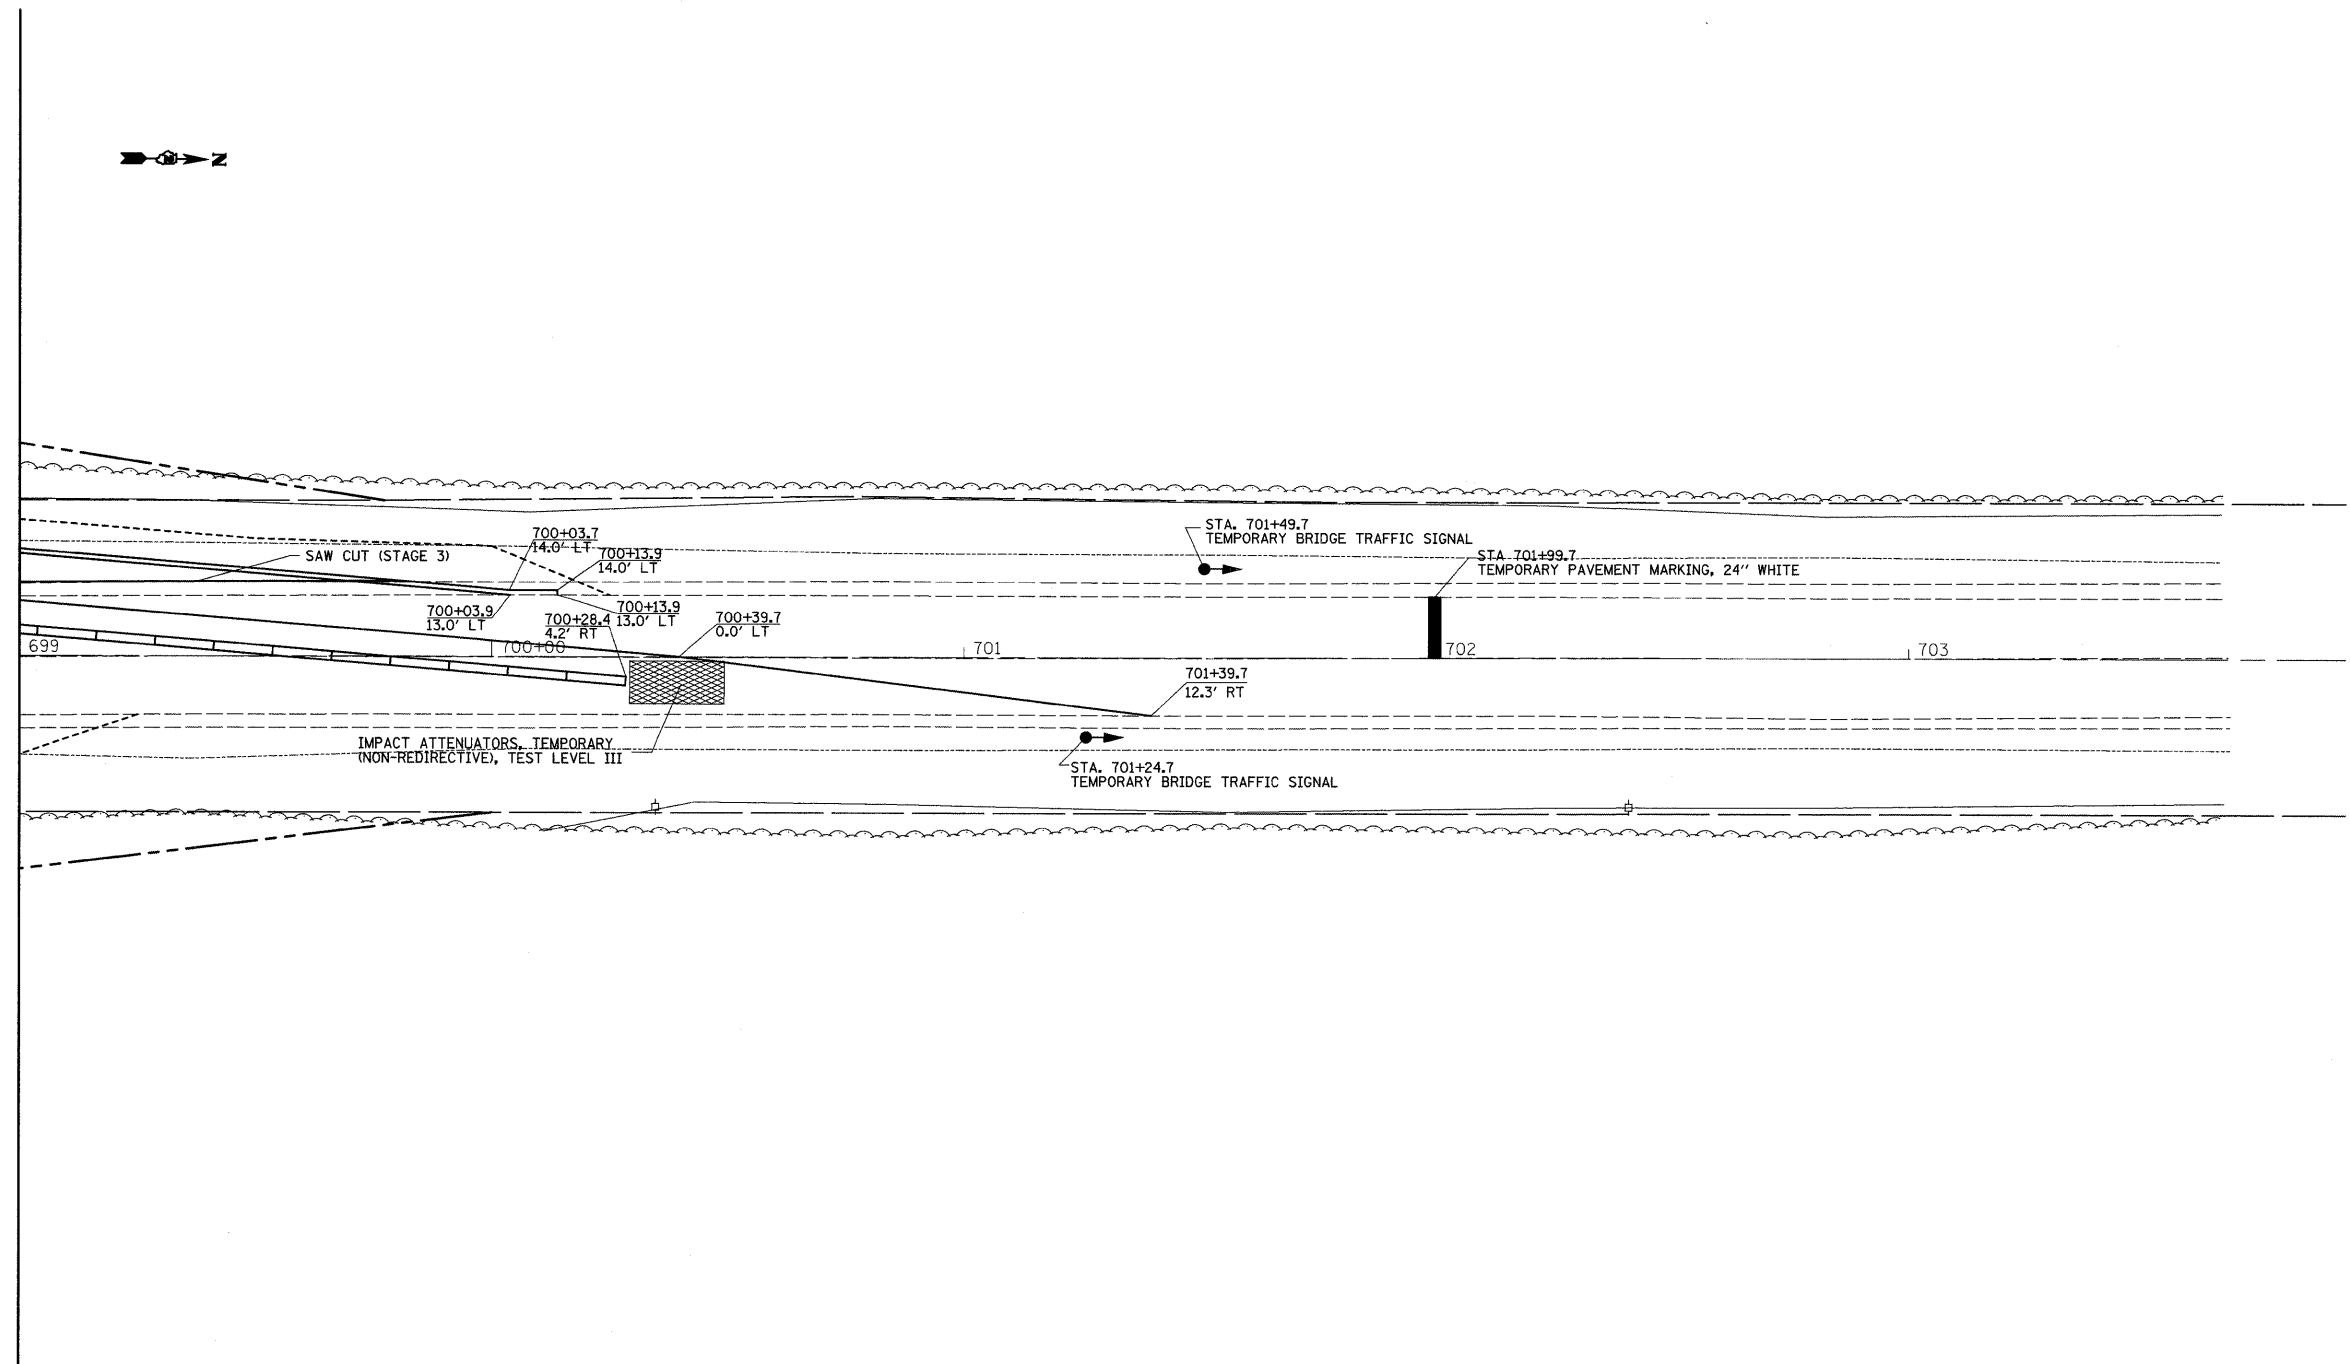 N
STA. 701+49.7
TEMPORARY BRIDGE TRAFFIC SIGNAL
700+03.7
14.0' LT
700+13.9
14.0' LT
SAW CUT (STAGE 3)
STA 701+99.7
TEMPORARY PAVEMENT MARKING, 24" WHITE
700+03.9
13.0' LT
700+28.4
4.2' RT
700+13.9
13.0' LT
700+39.7
0.0' LT
699
700+00
701
702
703
701+39.7
12.3' RT
IMPACT ATTENUATORS, TEMPORARY
(NON-REDIRECTIVE), TEST LEVEL III
STA. 701+24.7
TEMPORARY BRIDGE TRAFFIC SIGNAL